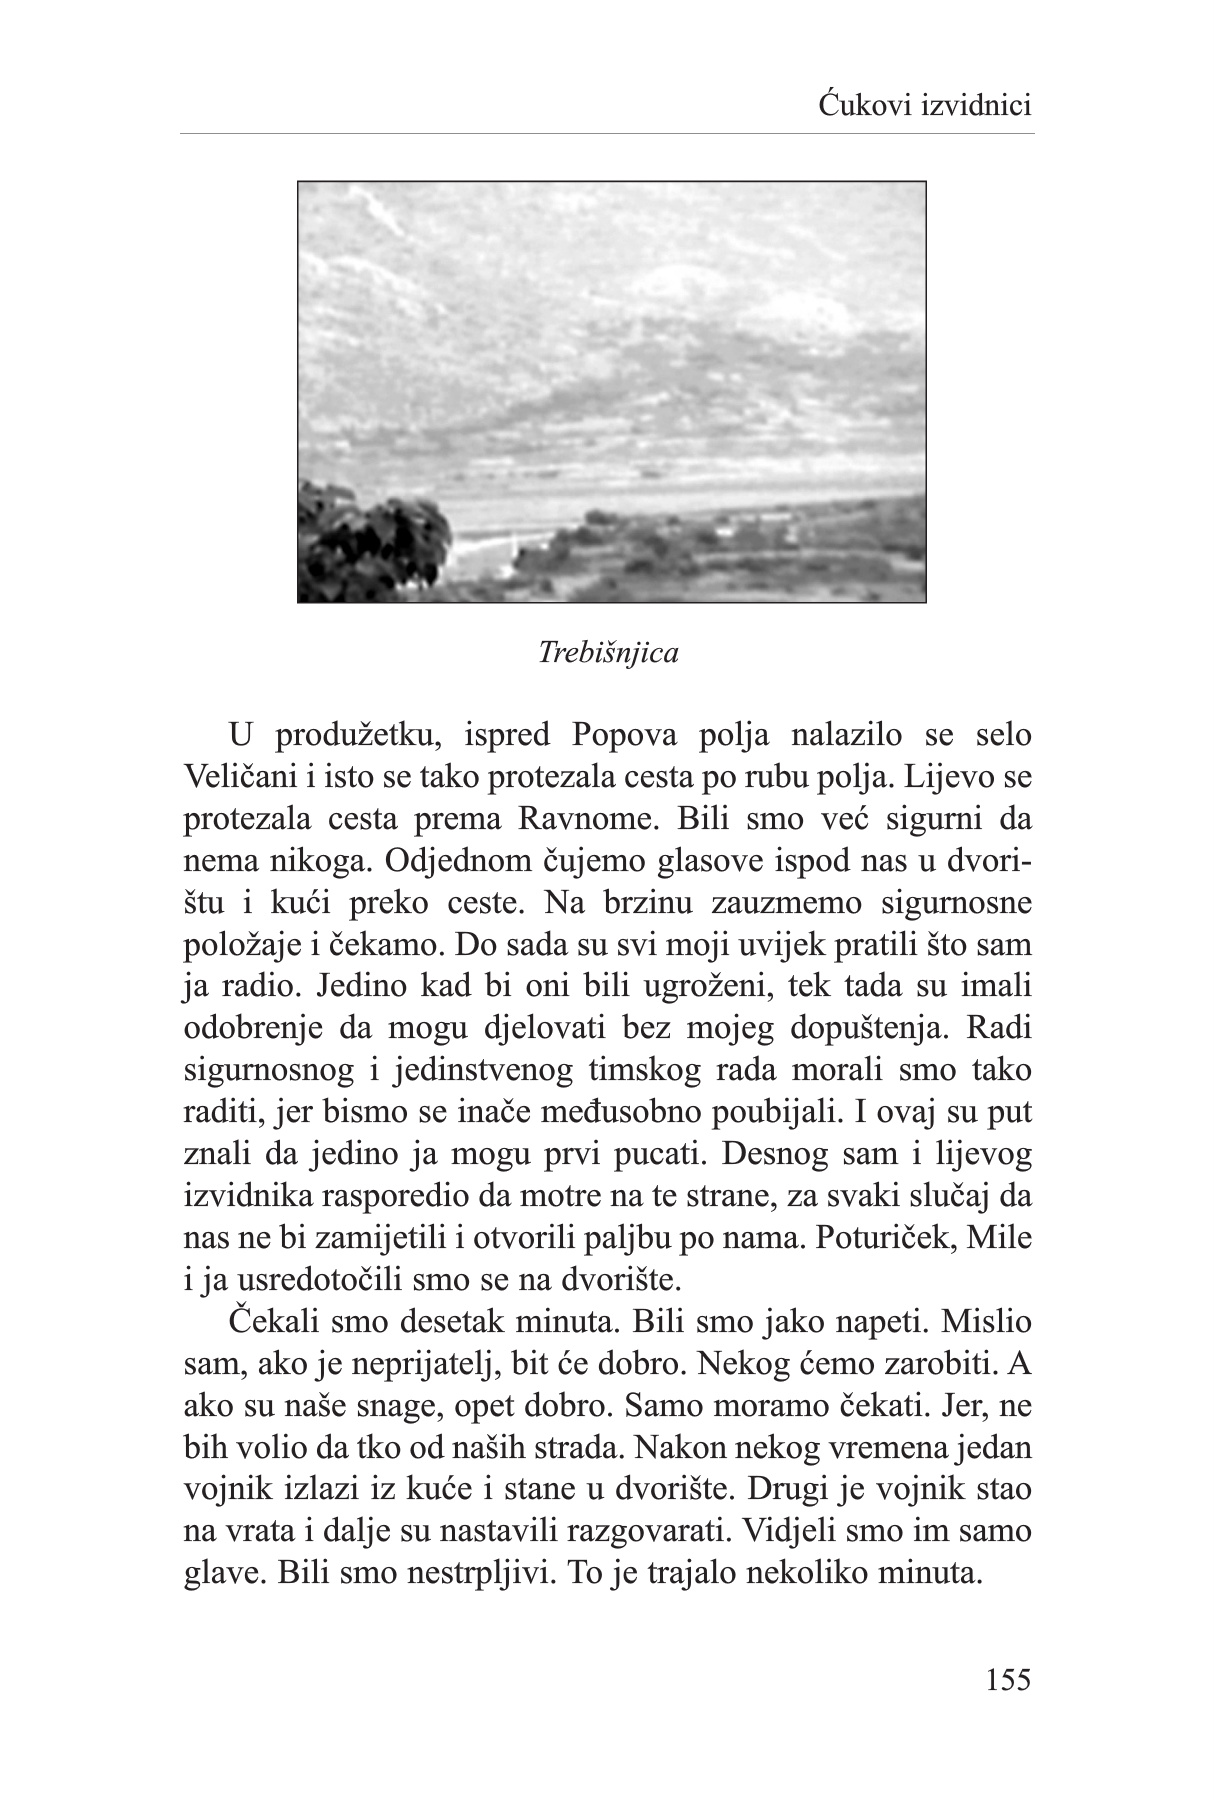 Ćukovi izvidnici
Trebišnjica
U produžetku, ispred Popova polja nalazilo se selo
Veličani i isto se tako protezala cesta po rubu polja. Lijevo se
protezala cesta prema Ravnome. Bili smo već sigurni da
nema nikoga. Odjednom čujemo glasove ispod nas u dvori-
štu i kući preko ceste. Na brzinu zauzmemo sigurnosne
položaje i čekamo. Do sada su svi moji uvijek pratili što sam
ja radio. Jedino kad bi oni bili ugroženi, tek tada su imali
odobrenje da mogu djelovati bez mojeg dopuštenja. Radi
sigurnosnog i jedinstvenog timskog rada morali smo tako
raditi, jer bismo se inače međusobno poubijali. I ovaj su put
znali da jedino ja mogu prvi pucati. Desnog sam i lijevog
izvidnika rasporedio da motre na te strane, za svaki slučaj da
nas ne bi zamijetili i otvorili paljbu po nama. Poturiček, Mile
i ja usredotočili smo se na dvorište.
Čekali smo desetak minuta. Bili smo jako napeti. Mislio
sam, ako je neprijatelj, bit će dobro. Nekog ćemo zarobiti. A
ako su naše snage, opet dobro. Samo moramo čekati. Jer, ne
bih volio da tko od naših strada. Nakon nekog vremena jedan
vojnik izlazi iz kuće i stane u dvorište. Drugi je vojnik stao
na vrata i dalje su nastavili razgovarati. Vidjeli smo im samo
glave. Bili smo nestrpljivi. To je trajalo nekoliko minuta.
155